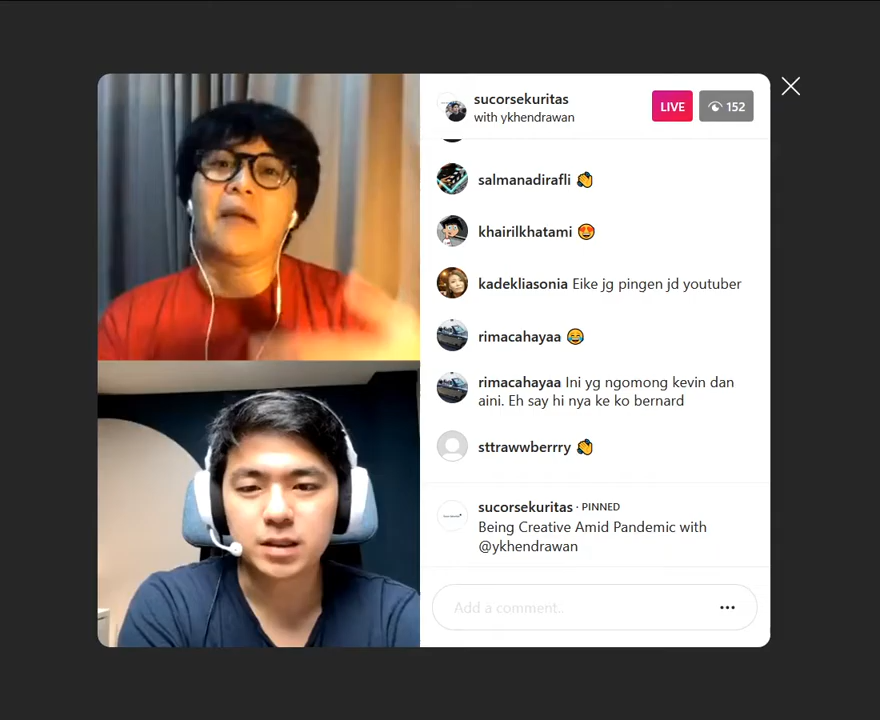 sucorsekuritas
with ykhendrawan
LIVE
152
salmanadirafli 👏
khairilkhatami 😍
kadekliasonia Eike jg pingen jd youtuber
rimacahayaa 😂
rimacahayaa Ini yg ngomong kevin dan
aini. Eh say hi nya ke ko bernard
sttrawwberrry 👏
sucorsekuritas · PINNED
Being Creative Amid Pandemic with
@ykhendrawan
Add a comment..